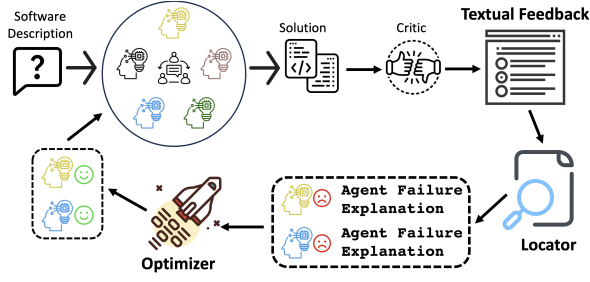 Software
Description
?
Solution
</>
Critic
Textual Feedback
Locator
Agent Failure
Explanation
Agent Failure
Explanation
Optimizer